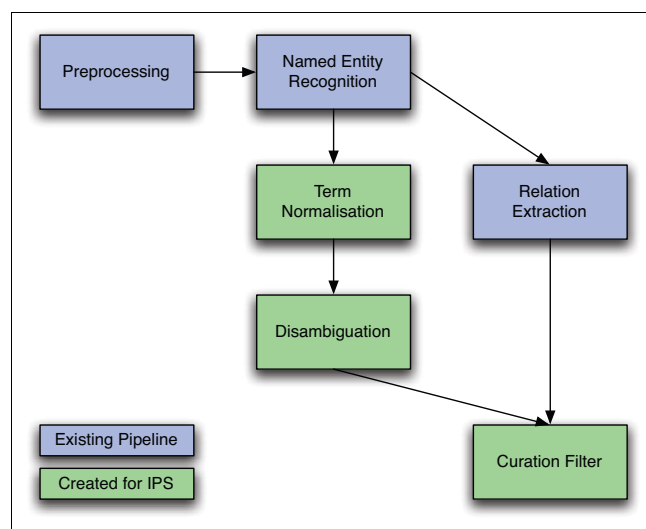 Preprocessing
Named Entity
Recognition
Term
Normalisation
Relation
Extraction
Disambiguation
Existing Pipeline
Created for IPS
Curation Filter